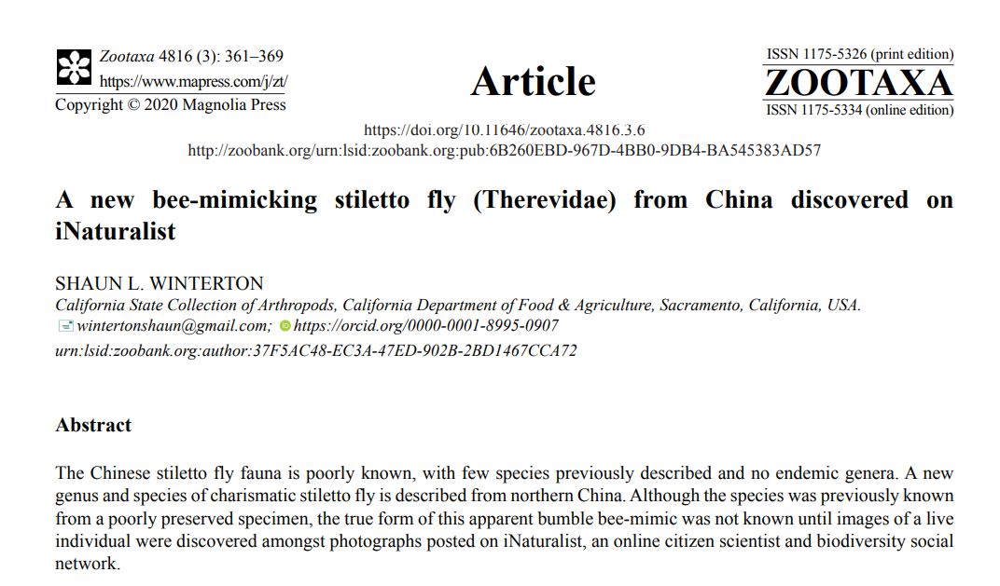 Zootaxa 4816 (3): 361–369
https://www.mapress.com/j/zt/
Copyright © 2020 Magnolia Press
Article
ISSN 1175-5326 (print edition)
ZOOTAXA
ISSN 1175-5334 (online edition)
https://doi.org/10.11646/zootaxa.4816.3.6
http://zoobank.org/urn:lsid:zoobank.org:pub:6B260EBD-967D-4BB0-9DB4-BA545383AD57
A new bee-mimicking stiletto fly (Therevidae) from China discovered on
iNaturalist
SHAUN L. WINTERTON
California State Collection of Arthropods, California Department of Food & Agriculture, Sacramento, California, USA.
wintertonshaun@gmail.com; iD https://orcid.org/0000-0001-8995-0907
urn:lsid:zoobank.org:author:37F5AC48-EC3A-47ED-902B-2BD1467CCA72
Abstract
The Chinese stiletto fly fauna is poorly known, with few species previously described and no endemic genera. A new
genus and species of charismatic stiletto fly is described from northern China. Although the species was previously known
from a poorly preserved specimen, the true form of this apparent bumble bee-mimic was not known until images of a live
individual were discovered amongst photographs posted on iNaturalist, an online citizen scientist and biodiversity social
network.